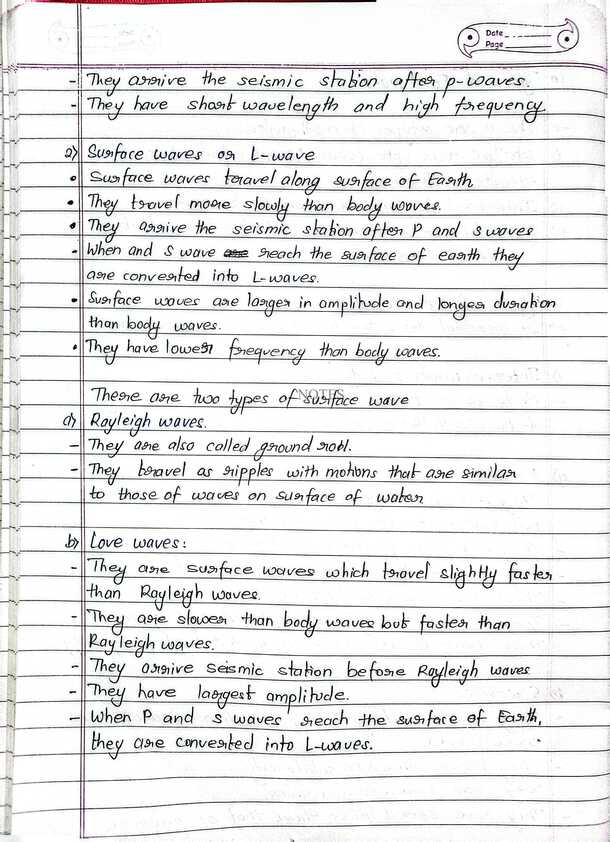 Date
Page
- They arrive the seismic station after p-waves.
- They have short wavelength and high frequency.
2) Surface waves or L-wave
• Surface waves travel along surface of Earth
• They travel more slowly than body waves.
• They arrive the seismic station after P and s waves
- When and S wave are reach the surface of earth they
are converted into L-waves.
• Surface waves are larger in amplitude and longer duration
than body waves.
• They have lower frequency than body waves.
There are two types of surface wave
NOTES
a) Rayleigh waves.
- They are also called ground roll.
- They travel as ripples with motions that are similar
to those of waves on surface of water
b) Love waves:
- They are surface waves which travel slightly faster
than Rayleigh waves.
- They are slower than body waves but faster than
Rayleigh waves.
- They arrive seismic station before Rayleigh waves
- They have largest amplitude.
- When P and s waves reach the surface of Earth,
they are converted into L-waves.